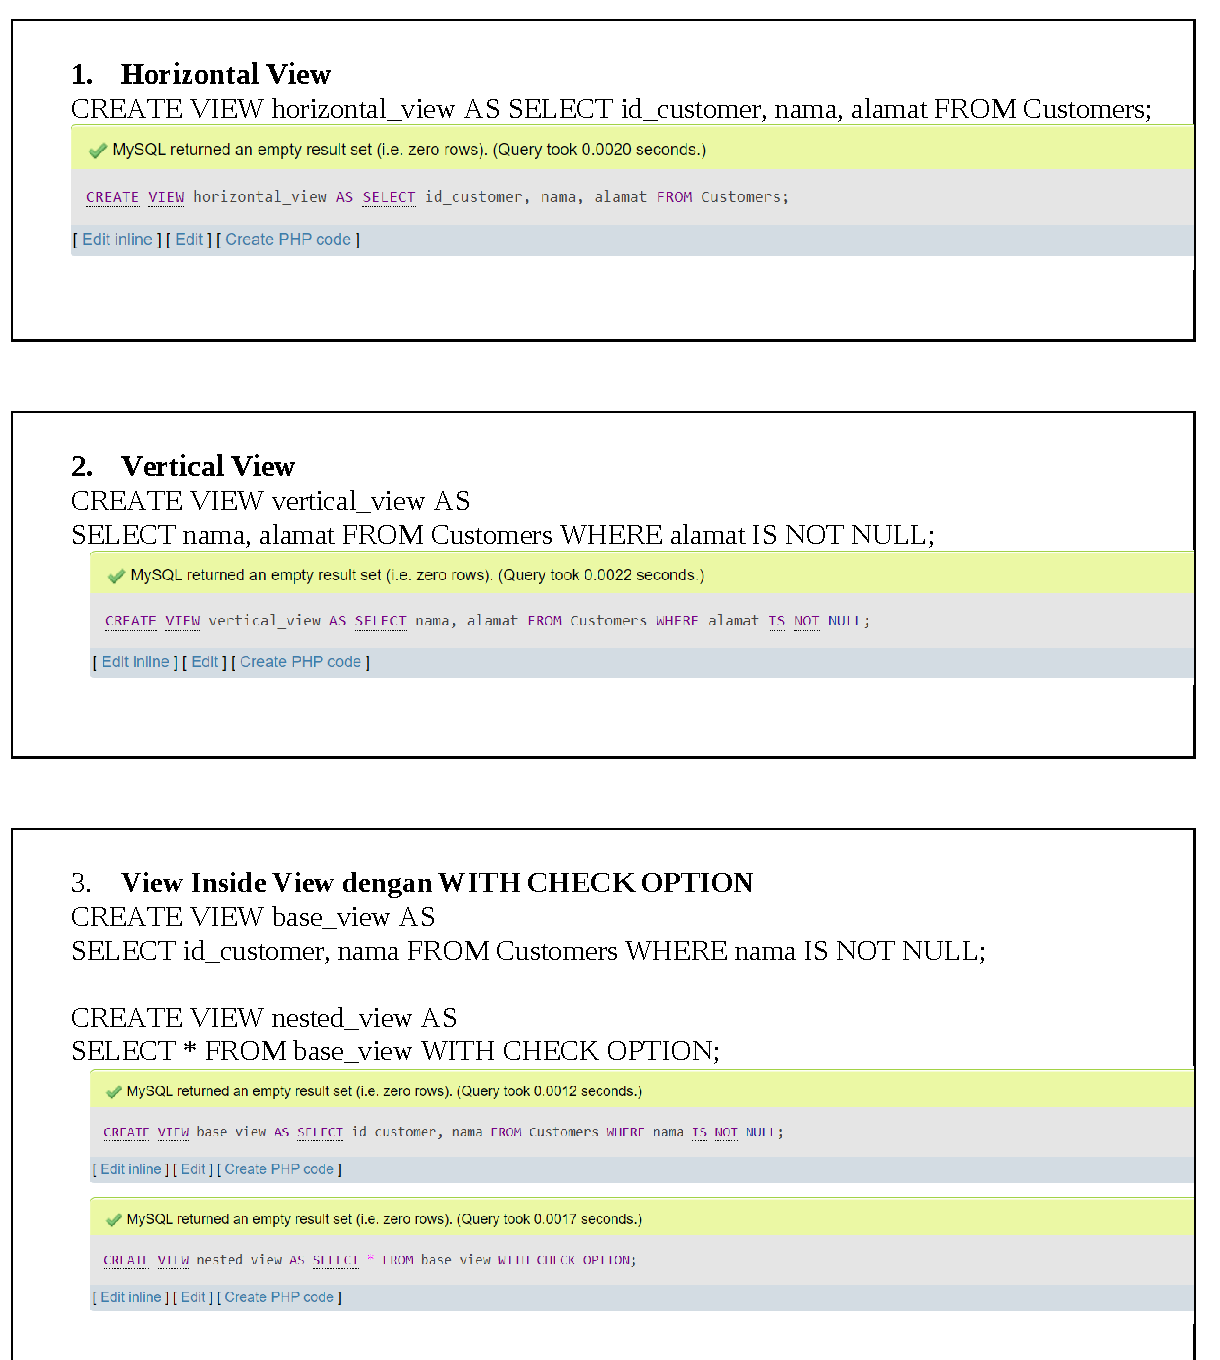 1. Horizontal View
CREATE VIEW horizontal_view AS SELECT id_customer, nama, alamat FROM Customers;
MySQL returned an empty result set (i.e. zero rows). (Query took 0.0020 seconds.)
CREATE VIEW horizontal_view AS SELECT id_customer, nama, alamat FROM Customers;
[ Edit inline ] [ Edit ] [ Create PHP code ]
2. Vertical View
CREATE VIEW vertical_view AS
SELECT nama, alamat FROM Customers WHERE alamat IS NOT NULL;
MySQL returned an empty result set (i.e. zero rows). (Query took 0.0022 seconds.)
CREATE VIEW vertical_view AS SELECT nama, alamat FROM Customers WHERE alamat IS NOT NULL;
[ Edit inline ] [ Edit ] [ Create PHP code ]
3. View Inside View dengan WITH CHECK OPTION
CREATE VIEW base_view AS
SELECT id_customer, nama FROM Customers WHERE nama IS NOT NULL;
CREATE VIEW nested_view AS
SELECT * FROM base_view WITH CHECK OPTION;
MySQL returned an empty result set (i.e. zero rows). (Query took 0.0012 seconds.)
CREATE VIEW base_view AS SELECT id_customer, nama FROM Customers WHERE nama IS NOT NULL;
[ Edit inline ] [ Edit ] [ Create PHP code ]
MySQL returned an empty result set (i.e. zero rows). (Query took 0.0017 seconds.)
CREATE VIEW nested_view AS SELECT * FROM base_view WITH CHECK OPTION;
[ Edit inline ] [ Edit ] [ Create PHP code ]